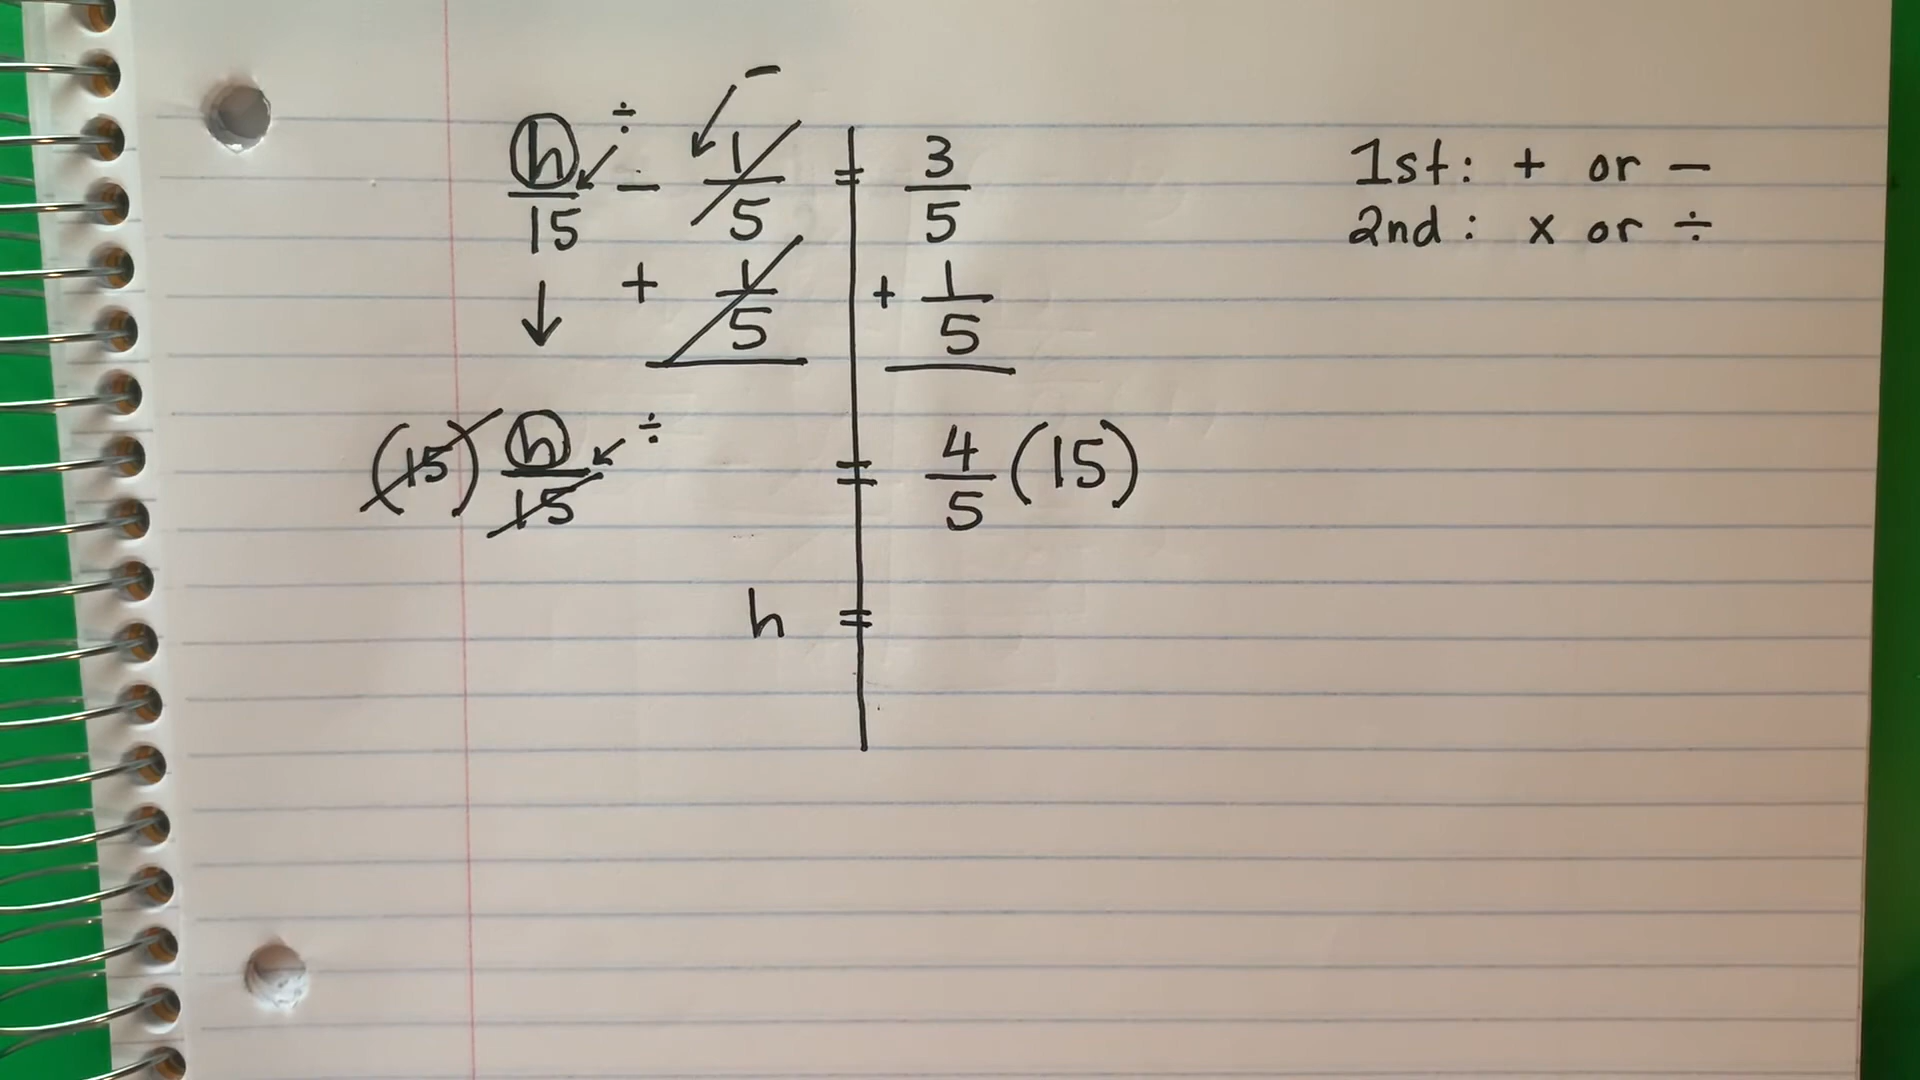 h/15 ÷ − 1/5 − = 3/5
+ 1/5 + 1/5
(15) h/15 ÷ = 4/5 (15)
h =
1st: + or −
2nd: x or ÷